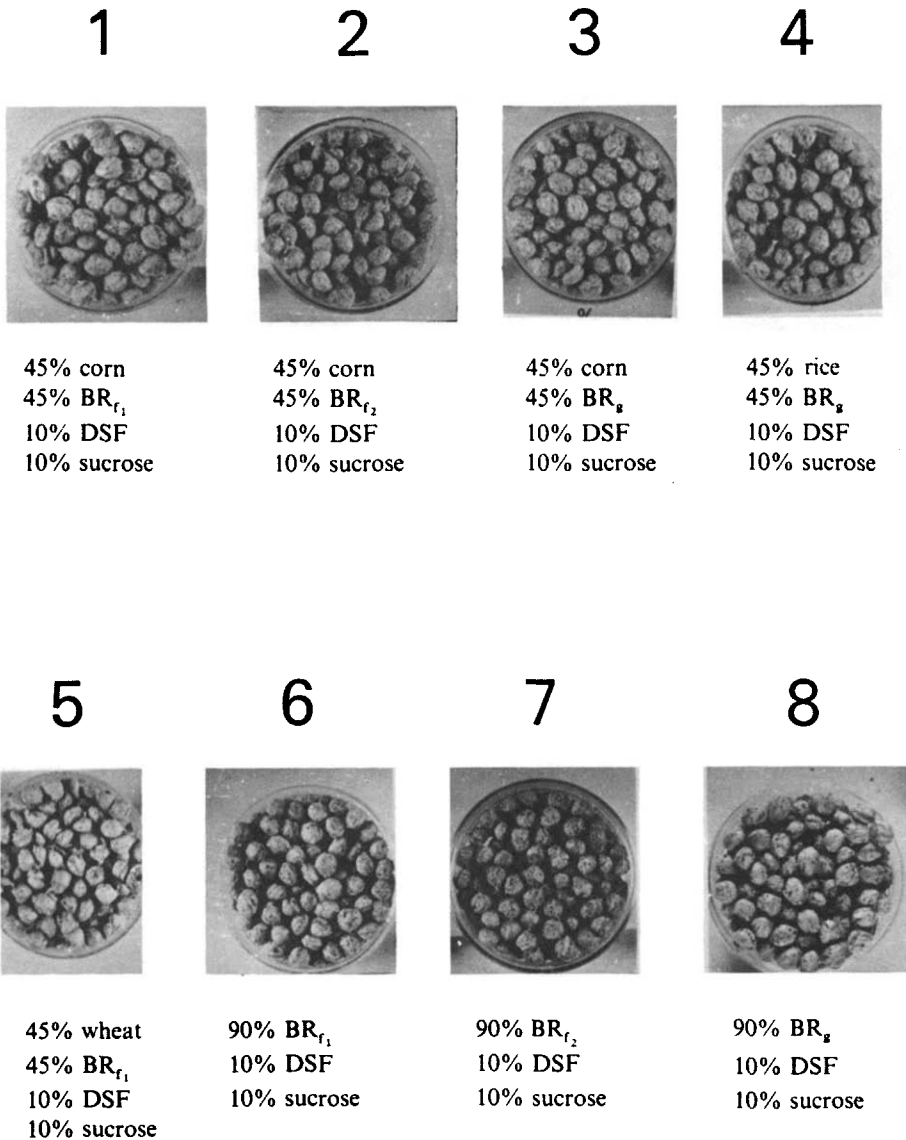 1 2 3 4
45% corn
45% BRf1
10% DSF
10% sucrose
45% corn
45% BRf2
10% DSF
10% sucrose
45% corn
45% BRg
10% DSF
10% sucrose
45% rice
45% BRg
10% DSF
10% sucrose
5 6 7 8
45% wheat
45% BRf1
10% DSF
10% sucrose
90% BRf1
10% DSF
10% sucrose
90% BRf2
10% DSF
10% sucrose
90% BRg
10% DSF
10% sucrose